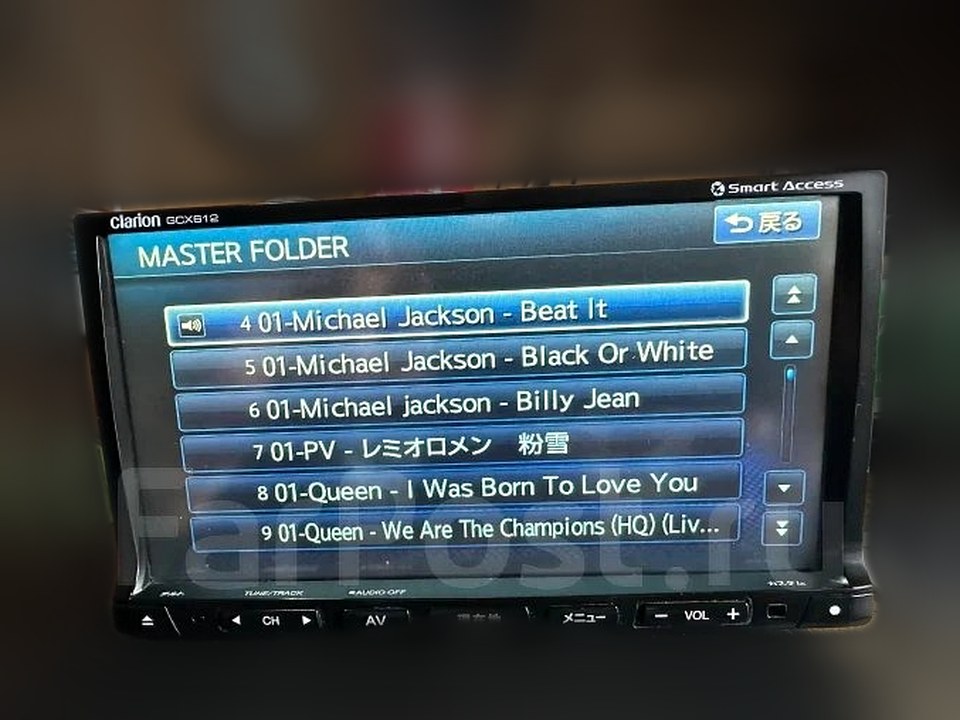 Smart Access
clarion GCX612
戻る
MASTER FOLDER
4 01-Michael Jackson - Beat It
5 01-Michael Jackson - Black Or White
6 01-Michael jackson - Billy Jean
7 01-PV - レミオロメン　粉雪
8 01-Queen - I Was Born To Love You
9 01-Queen - We Are The Champions (HQ) (Liv...
FarPost.ru
TUNE/TRACK
AUDIO OFF
CH
AV
現在地
メニュー
− VOL +